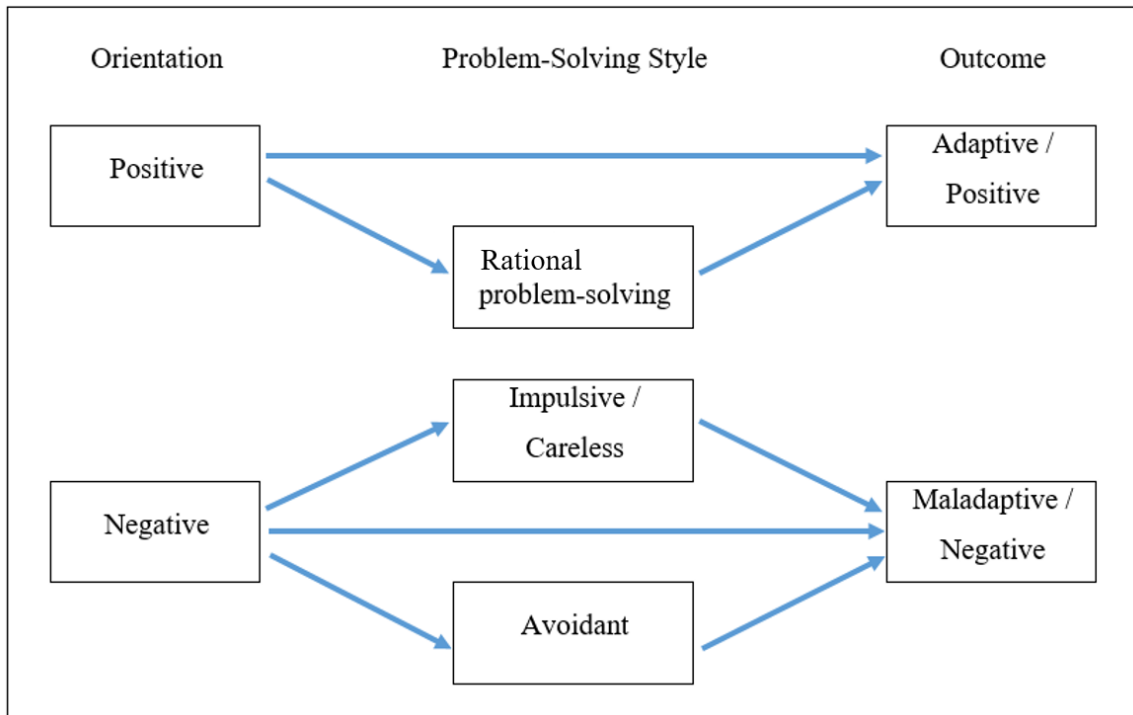 Orientation
Problem-Solving Style
Outcome
Positive
Adaptive /
Positive
Rational
problem-solving
Impulsive /
Careless
Negative
Maladaptive /
Negative
Avoidant